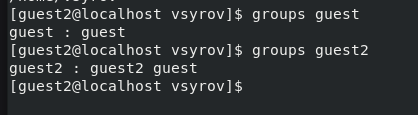 [guest2@localhost vsyrov]$ groups guest
guest : guest
[guest2@localhost vsyrov]$ groups guest2
guest2 : guest2 guest
[guest2@localhost vsyrov]$